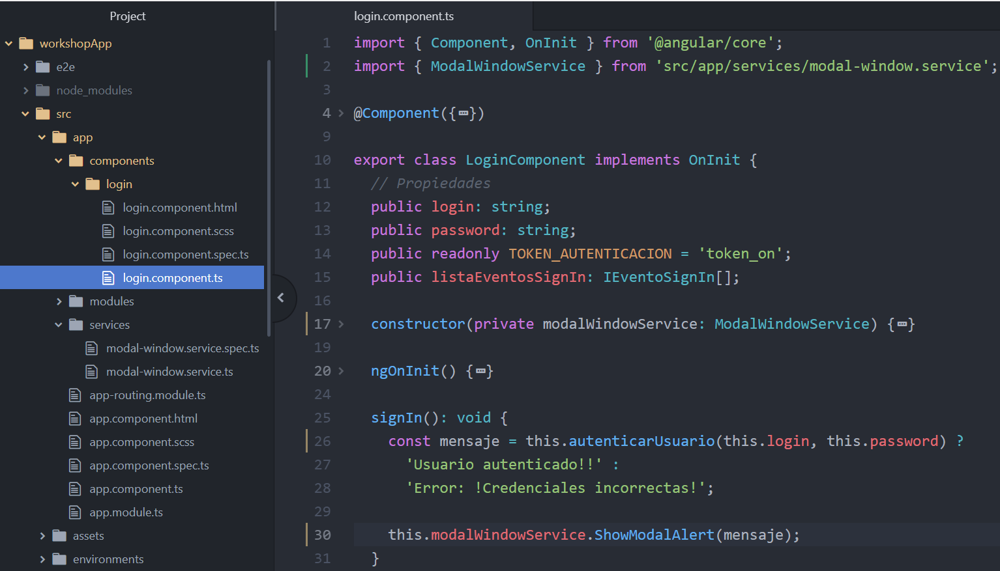 Project
workshopApp
e2e
node_modules
src
app
components
login
login.component.html
login.component.scss
login.component.spec.ts
login.component.ts
modules
services
modal-window.service.spec.ts
modal-window.service.ts
app-routing.module.ts
app.component.html
app.component.scss
app.component.spec.ts
app.component.ts
app.module.ts
assets
environments
login.component.ts
1 import { Component, OnInit } from '@angular/core';
2 import { ModalWindowService } from 'src/app/services/modal-window.service';
3
4 @Component({…})
9
10 export class LoginComponent implements OnInit {
11 // Propiedades
12 public login: string;
13 public password: string;
14 public readonly TOKEN_AUTENTICACION = 'token_on';
15 public listaEventosSignIn: IEventoSignIn[];
16
17 constructor(private modalWindowService: ModalWindowService) {…}
19
20 ngOnInit() {…}
24
25 signIn(): void {
26 const mensaje = this.autenticarUsuario(this.login, this.password) ?
27 'Usuario autenticado!!' :
28 'Error: !Credenciales incorrectas!';
29
30 this.modalWindowService.ShowModalAlert(mensaje);
31 }